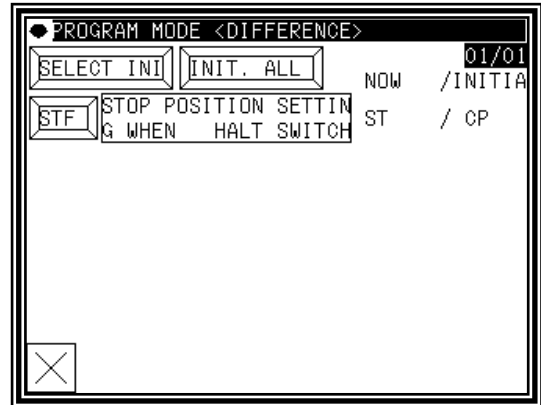 PROGRAM MODE <DIFFERENCE>
01/01
SELECT INI INIT. ALL
NOW /INITIA
STF STOP POSITION SETTIN ST / CP
G WHEN HALT SWITCH